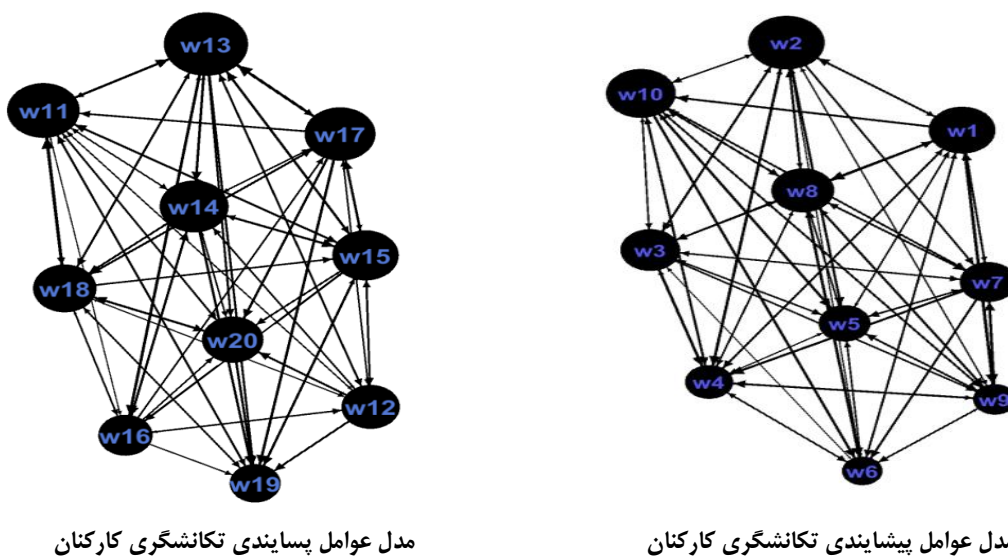 w13
w11
w17
w14
w15
w18
w20
w12
w16
w19
w2
w10
w1
w8
w3
w7
w5
w4
w9
w6
مدل عوامل پیشایندی تکانشگری کارکنان
مدل عوامل پسایندی تکانشگری کارکنان